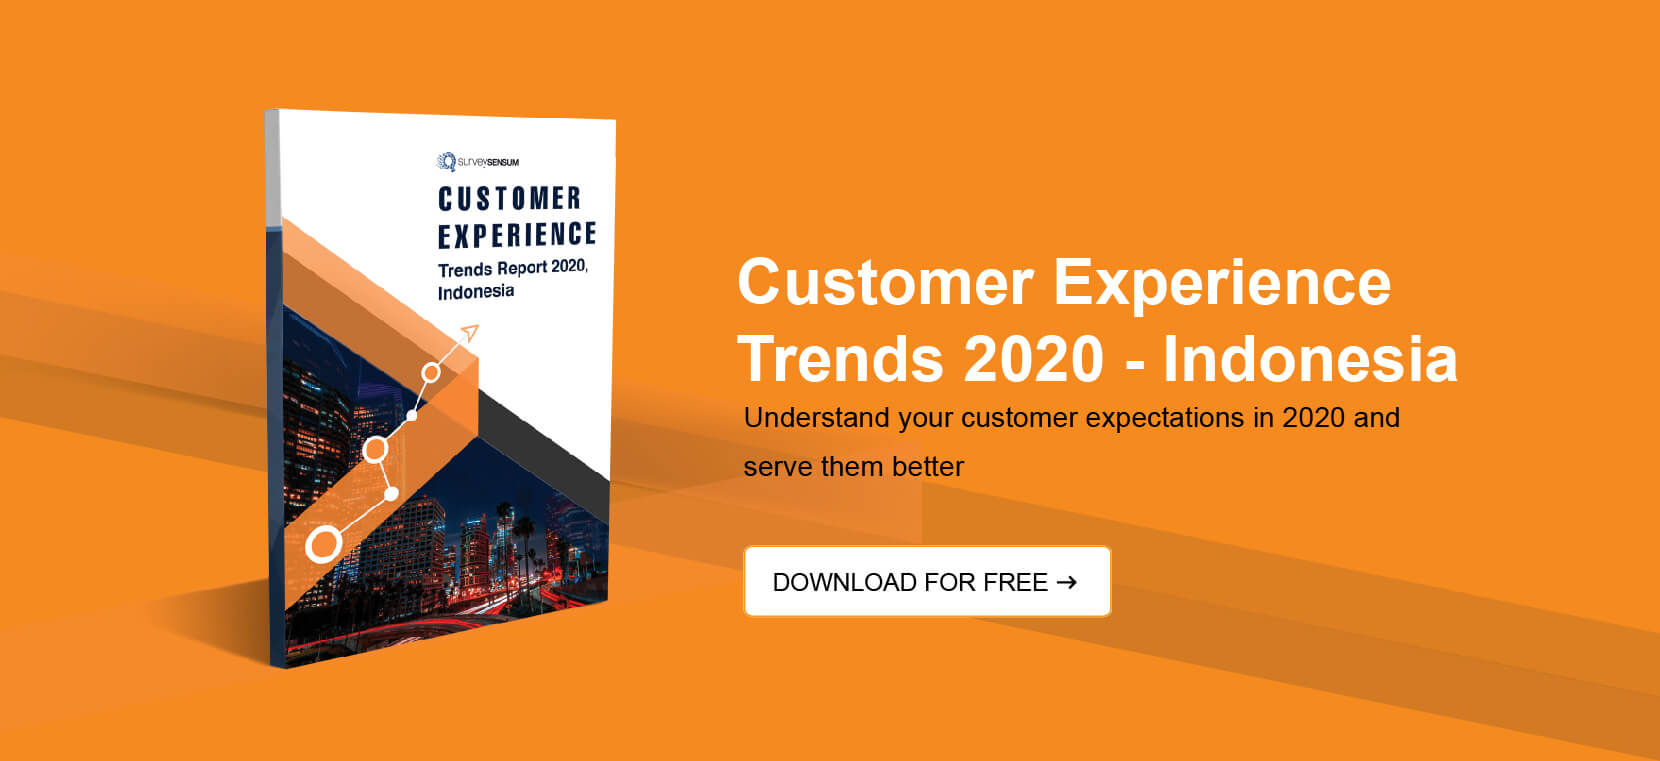 surveySENSUM
CUSTOMER
EXPERIENCE
Trends Report 2020,
Indonesia
Customer Experience
Trends 2020 - Indonesia
Understand your customer expectations in 2020 and
serve them better
DOWNLOAD FOR FREE →